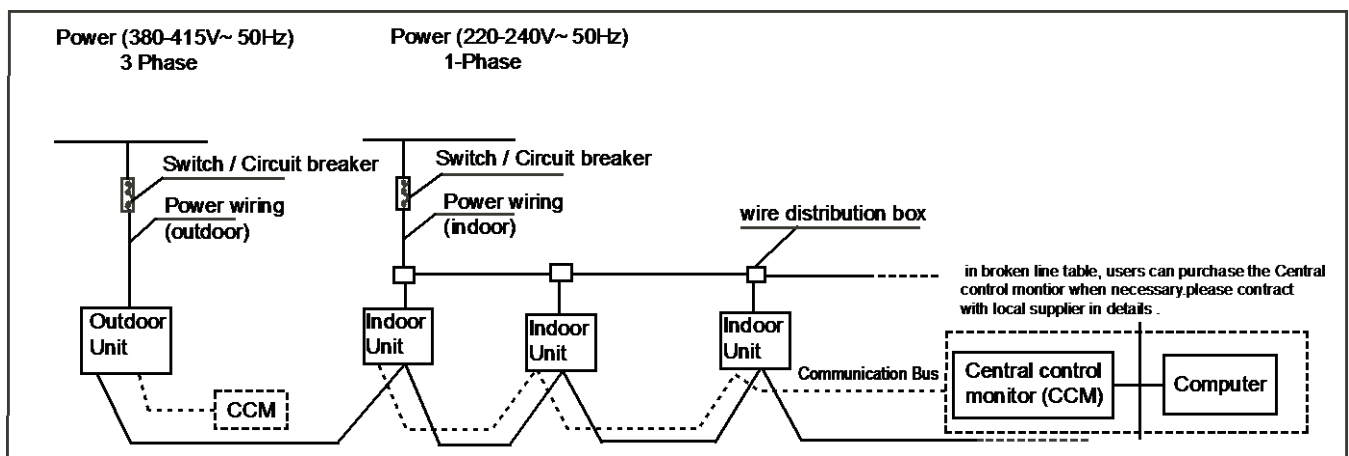 Power (380-415V~ 50Hz)
3 Phase
Power (220-240V~ 50Hz)
1-Phase
Switch / Circuit breaker
Power wiring
(outdoor)
Switch / Circuit breaker
Power wiring
(indoor)
wire distribution box
in broken line table, users can purchase the Central
control montior when necessary.please contract
with local supplier in details .
Outdoor
Unit
Indoor
Unit
Indoor
Unit
Indoor
Unit
CCM
Communication Bus
Central control
monitor (CCM)
Computer